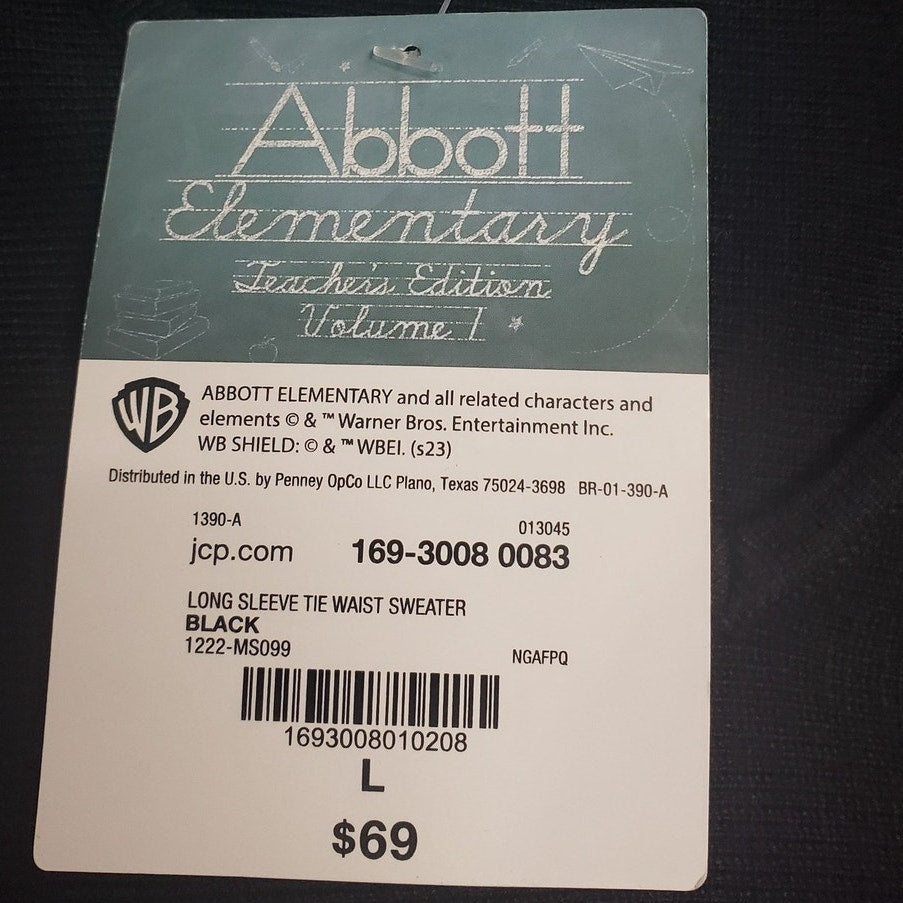 Abbott
Elementary
Teacher's Edition
Volume 1
WB
ABBOTT ELEMENTARY and all related characters and
elements © & ™ Warner Bros. Entertainment Inc.
WB SHIELD: © & ™ WBEI. (s23)
Distributed in the U.S. by Penney OpCo LLC Plano, Texas 75024-3698 BR-01-390-A
1390-A 013045
jcp.com 169-3008 0083
LONG SLEEVE TIE WAIST SWEATER
BLACK
1222-MS099 NGAFPQ
1693008010208
L
$69